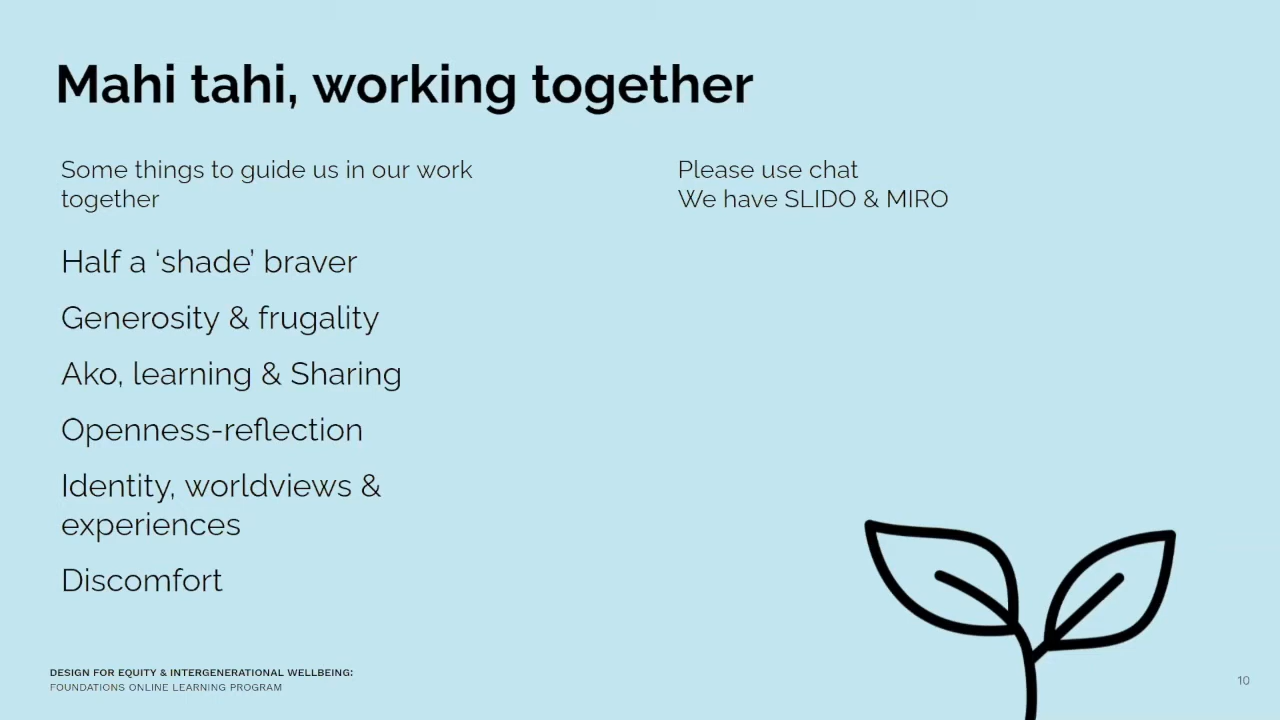 Mahi tahi, working together
Some things to guide us in our work
together
Half a ‘shade’ braver
Generosity & frugality
Ako, learning & Sharing
Openness-reflection
Identity, worldviews &
experiences
Discomfort
Please use chat
We have SLIDO & MIRO
DESIGN FOR EQUITY & INTERGENERATIONAL WELLBEING:
FOUNDATIONS ONLINE LEARNING PROGRAM
10